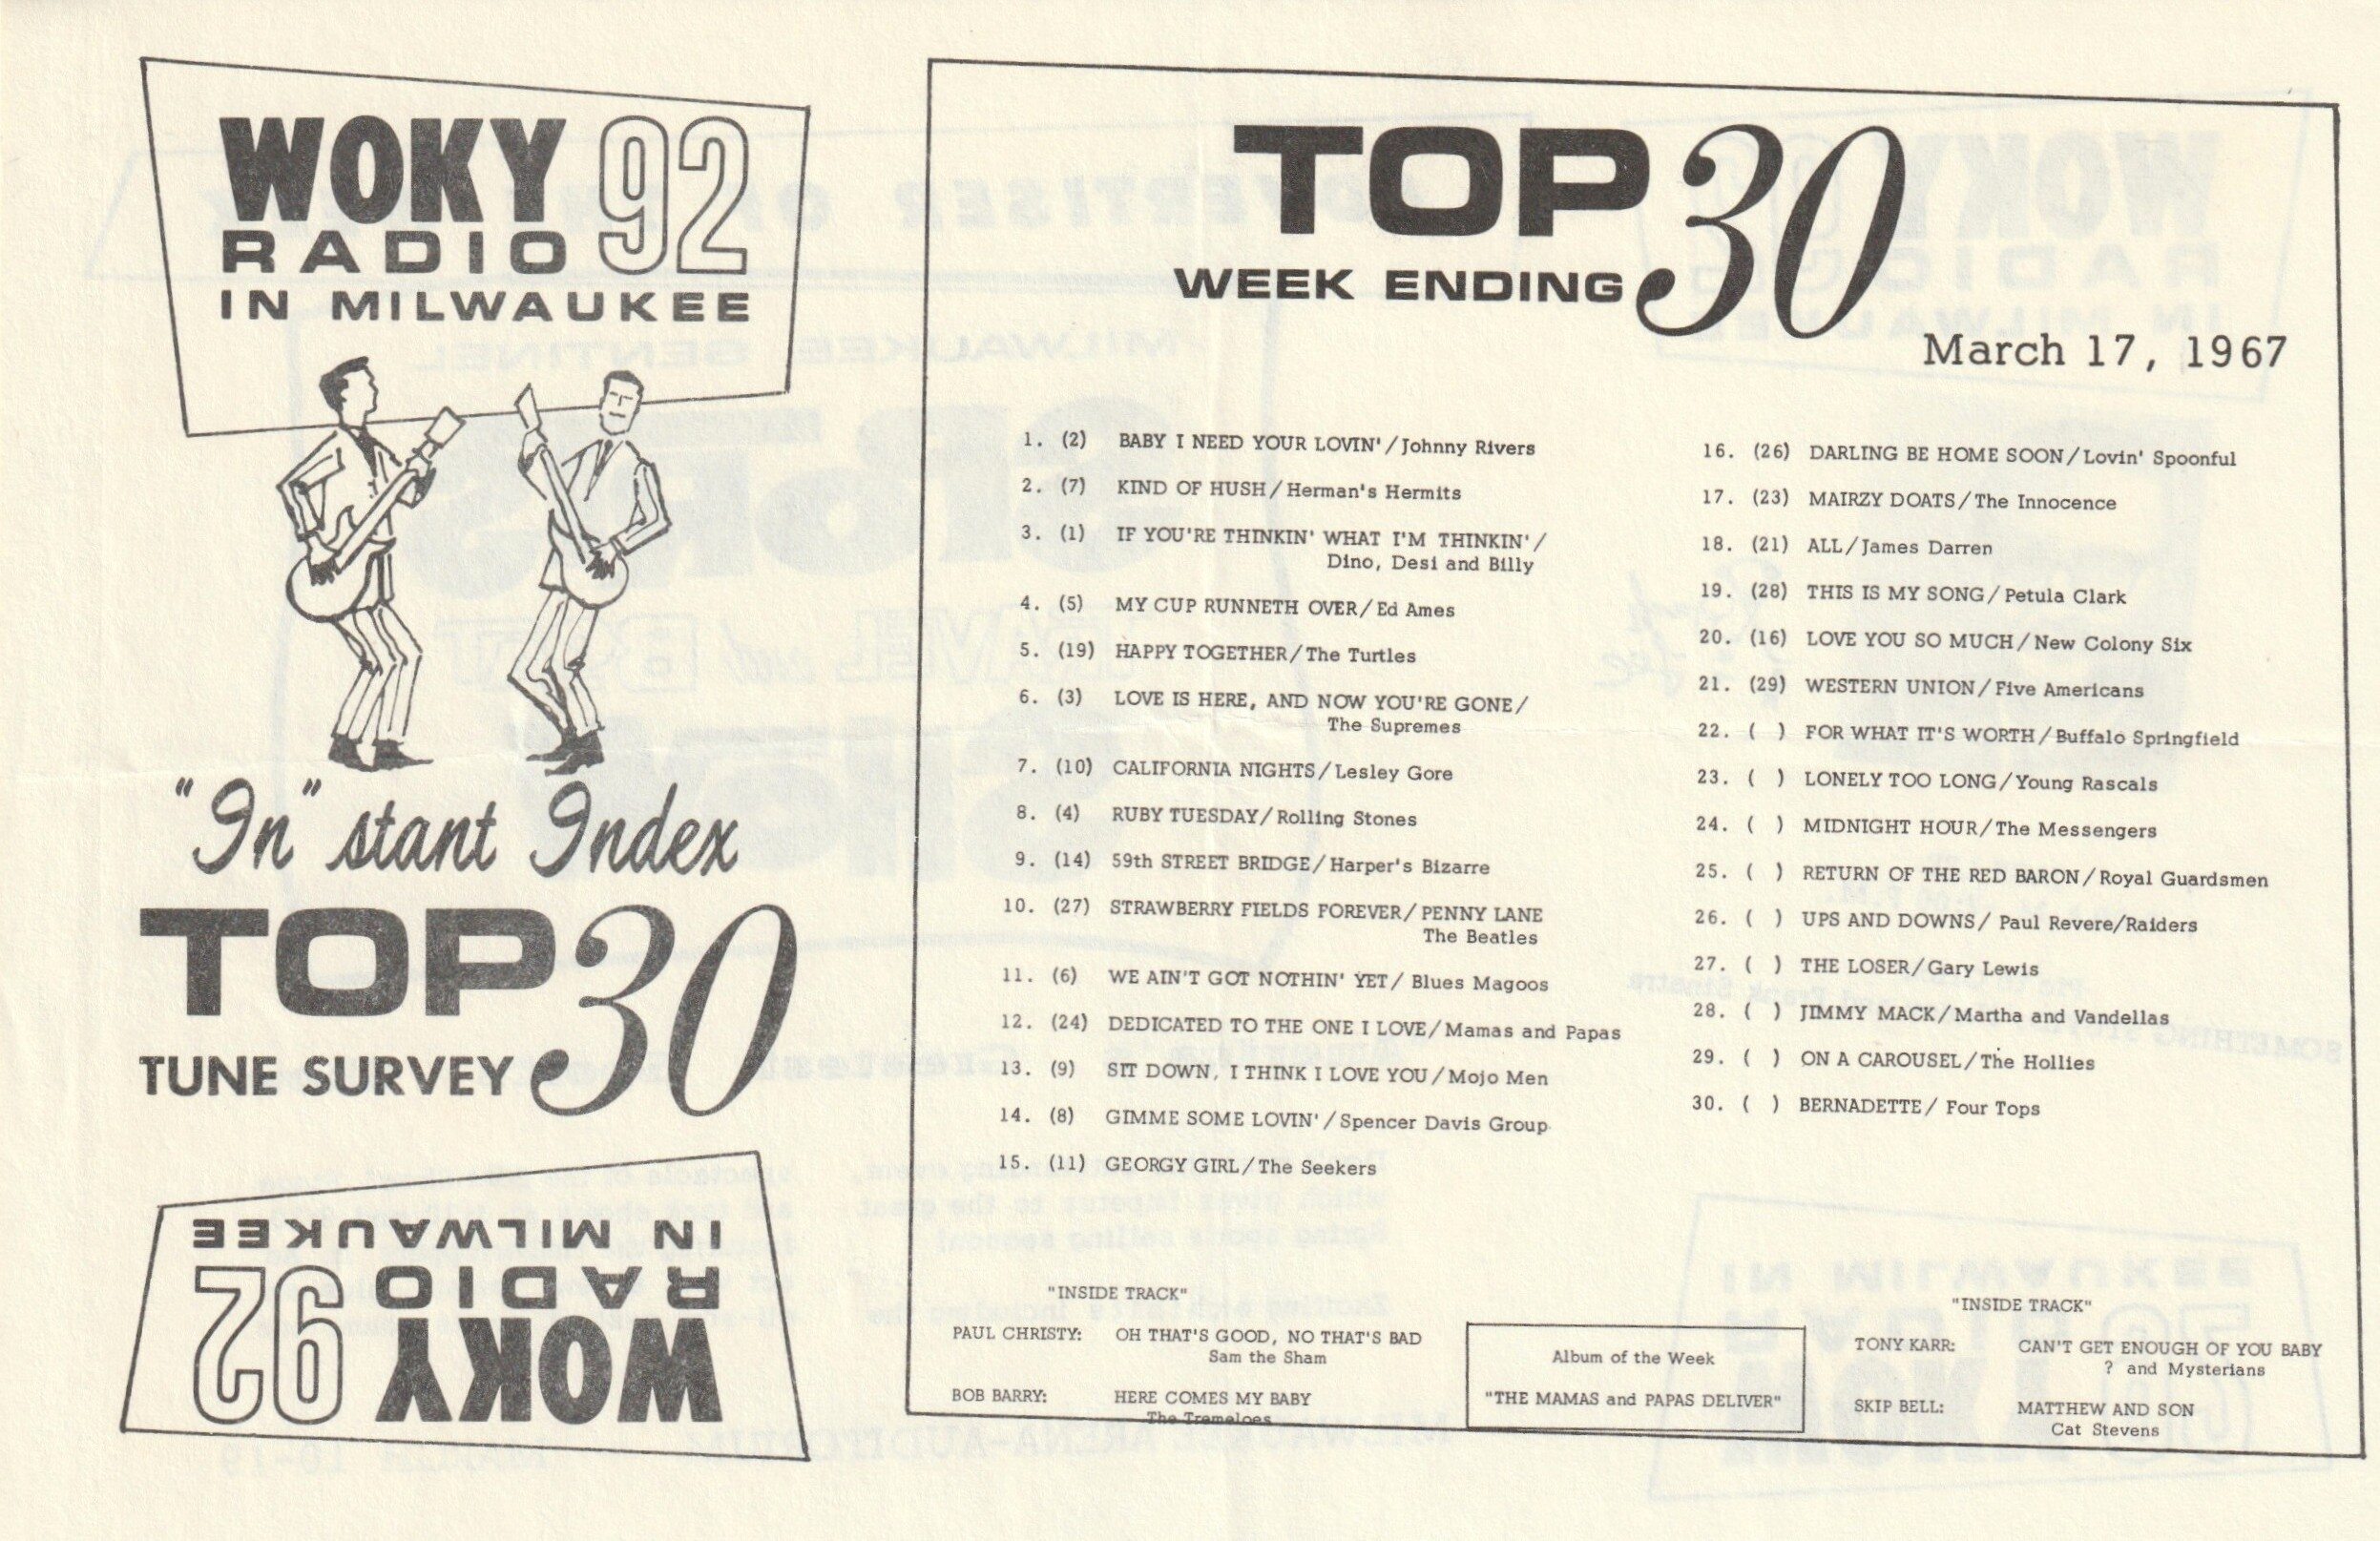 WOKY 92
RADIO
IN MILWAUKEE
"In"stant Index
TOP 30
TUNE SURVEY
IN MILWAUKEE
RADIO
WOKY 92
TOP 30
WEEK ENDING
March 17, 1967
1. (2) BABY I NEED YOUR LOVIN'/Johnny Rivers
2. (7) KIND OF HUSH/Herman's Hermits
3. (1) IF YOU'RE THINKIN' WHAT I'M THINKIN'/
Dino, Desi and Billy
4. (5) MY CUP RUNNETH OVER/Ed Ames
5. (19) HAPPY TOGETHER/The Turtles
6. (3) LOVE IS HERE, AND NOW YOU'RE GONE/
The Supremes
7. (10) CALIFORNIA NIGHTS/Lesley Gore
8. (4) RUBY TUESDAY/Rolling Stones
9. (14) 59th STREET BRIDGE/Harper's Bizarre
10. (27) STRAWBERRY FIELDS FOREVER/PENNY LANE
The Beatles
11. (6) WE AIN'T GOT NOTHIN' YET/ Blues Magoos
12. (24) DEDICATED TO THE ONE I LOVE/Mamas and Papas
13. (9) SIT DOWN, I THINK I LOVE YOU/Mojo Men
14. (8) GIMME SOME LOVIN'/Spencer Davis Group
15. (11) GEORGY GIRL/The Seekers
16. (26) DARLING BE HOME SOON/Lovin' Spoonful
17. (23) MAIRZY DOATS/The Innocence
18. (21) ALL/James Darren
19. (28) THIS IS MY SONG/Petula Clark
20. (16) LOVE YOU SO MUCH/New Colony Six
21. (29) WESTERN UNION/Five Americans
22. ( ) FOR WHAT IT'S WORTH/Buffalo Springfield
23. ( ) LONELY TOO LONG/Young Rascals
24. ( ) MIDNIGHT HOUR/The Messengers
25. ( ) RETURN OF THE RED BARON/Royal Guardsmen
26. ( ) UPS AND DOWNS/ Paul Revere/Raiders
27. ( ) THE LOSER/Gary Lewis
28. ( ) JIMMY MACK/Martha and Vandellas
29. ( ) ON A CAROUSEL/The Hollies
30. ( ) BERNADETTE/ Four Tops
"INSIDE TRACK"
PAUL CHRISTY: OH THAT'S GOOD, NO THAT'S BAD
Sam the Sham
BOB BARRY: HERE COMES MY BABY
The Tremeloes
Album of the Week
"THE MAMAS and PAPAS DELIVER"
"INSIDE TRACK"
TONY KARR: CAN'T GET ENOUGH OF YOU BABY
? and Mysterians
SKIP BELL: MATTHEW AND SON
Cat Stevens